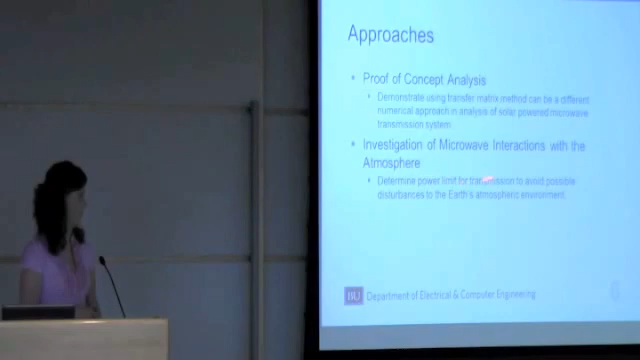 Approaches
• Proof of Concept Analysis
• Demonstrate using transfer matrix method can be a different
numerical approach in analysis of solar powered microwave
transmission system
• Investigation of Microwave Interactions with the
Atmosphere
• Determine power limit for transmission to avoid possible
disturbances to the Earth's atmospheric environment.
BU Department of Electrical & Computer Engineering
6